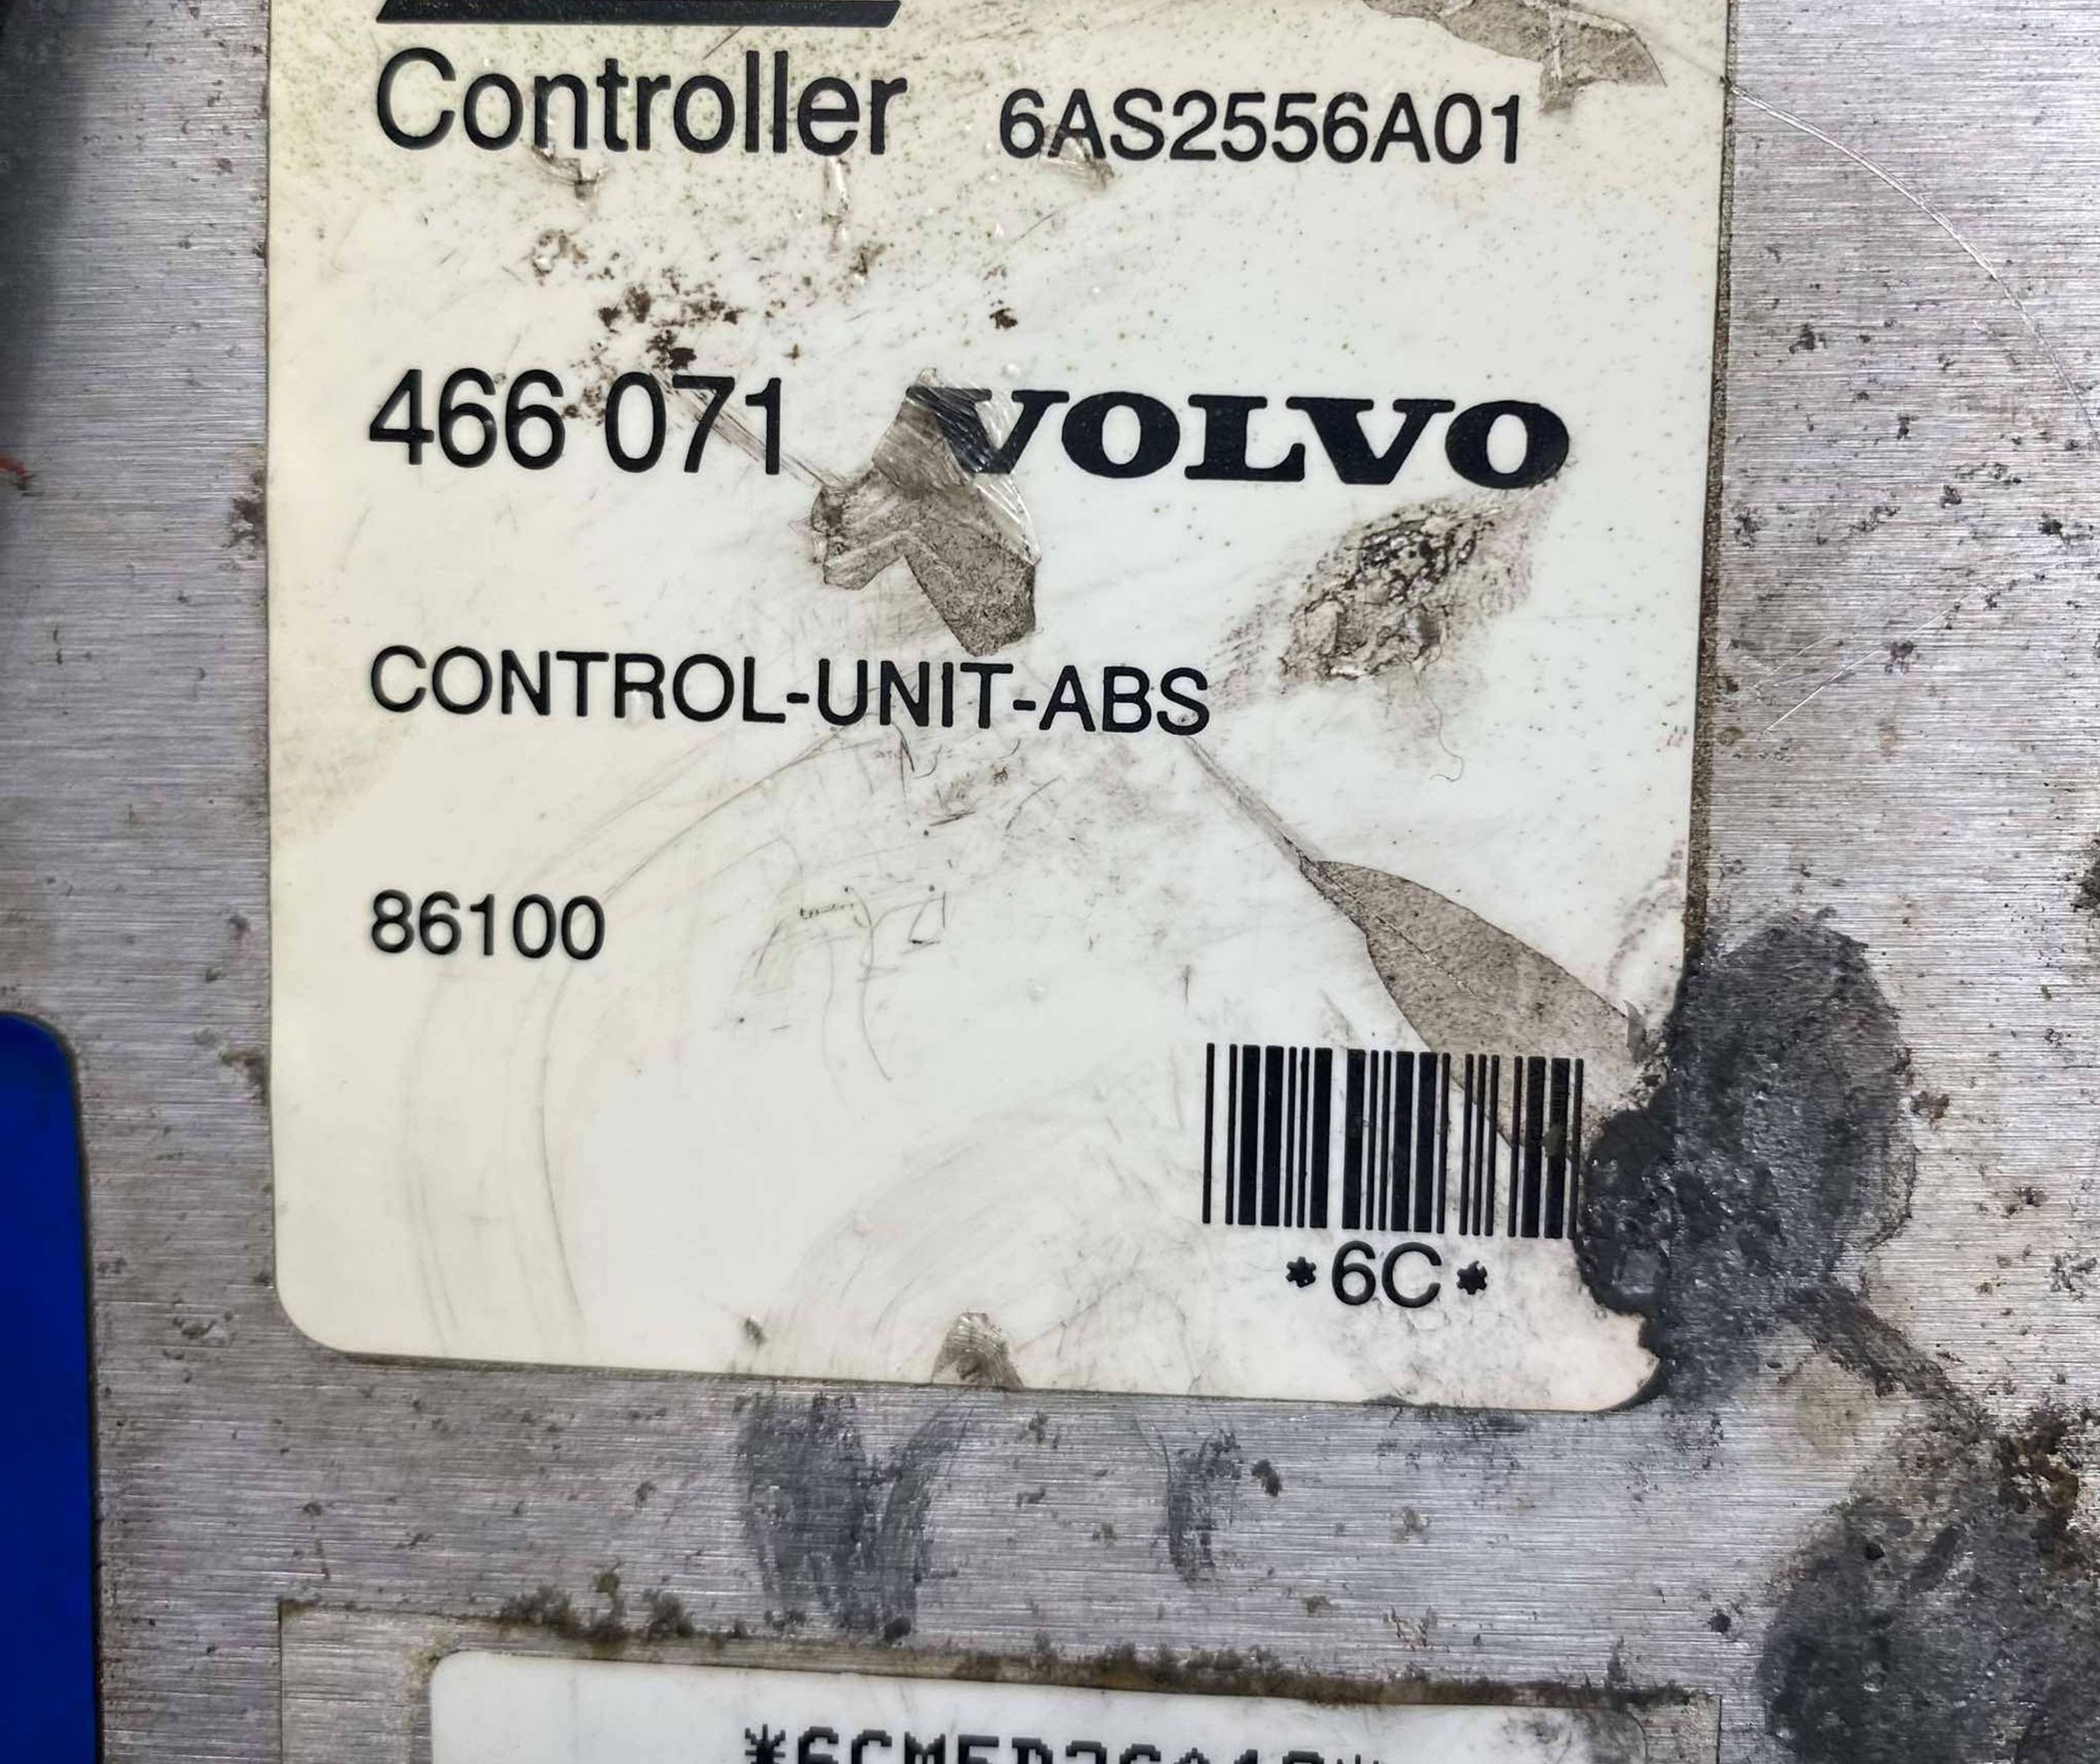 Controller 6AS2556A01
466 071 VOLVO
CONTROL-UNIT-ABS
86100
*6C*